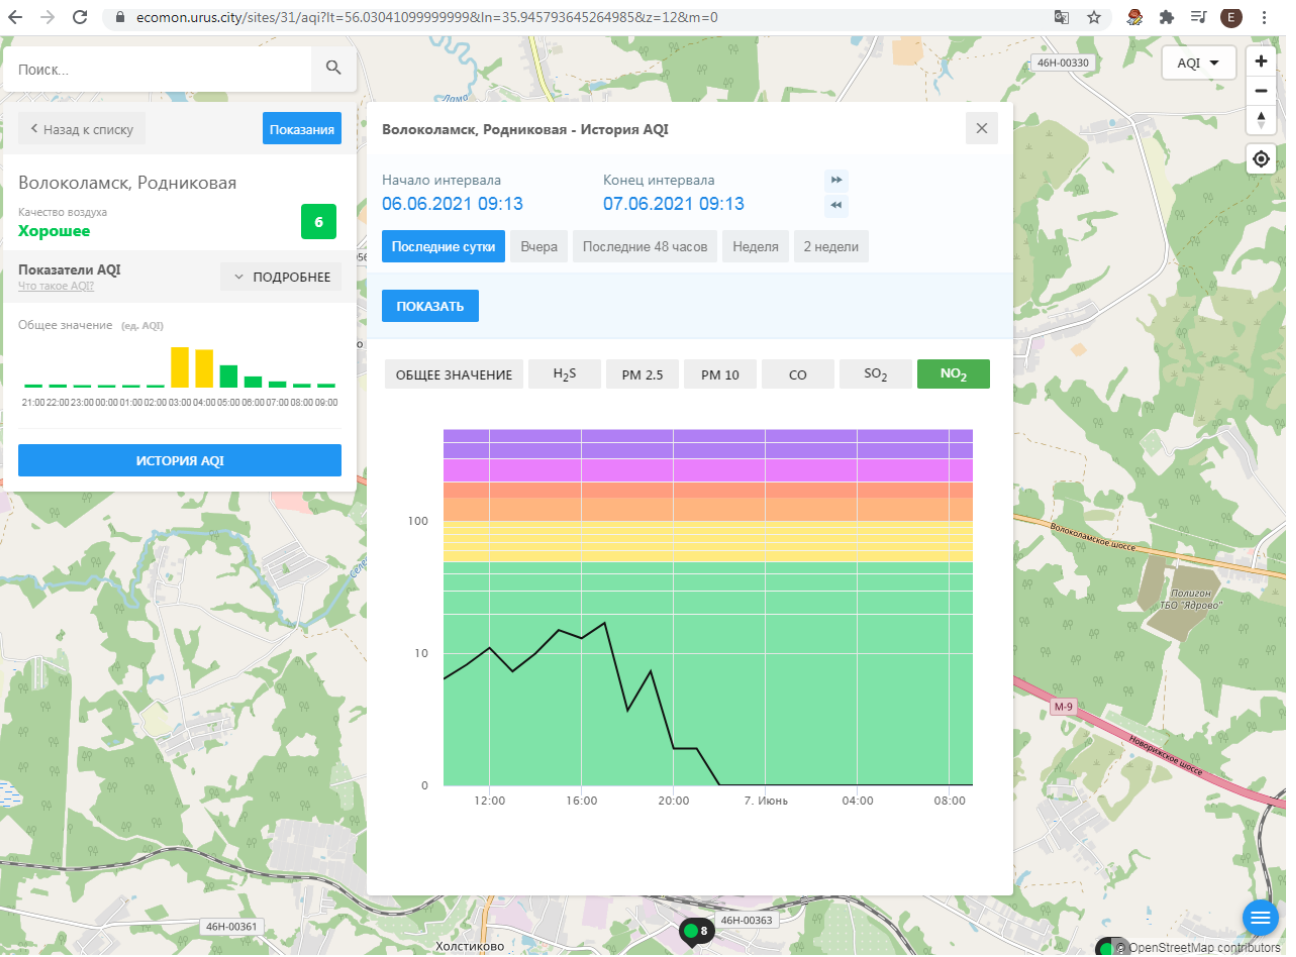 ecomon.urus.city/sites/31/aqi?lt=56.03041099999999&ln=35.945793645264985&z=12&m=0
E
Поиск...
46Н-00330
AQI
Назад к списку
Показания
Волоколамск, Родниковая
Качество воздуха
Хорошее
6
Показатели AQI
Что такое AQI?
ПОДРОБНЕЕ
Общее значение (ед. AQI)
21:00 22:00 23:00 00:00 01:00 02:00 03:00 04:00 05:00 06:00 07:00 08:00 09:00
ИСТОРИЯ AQI
Волоколамск, Родниковая - История AQI
Начало интервала
Конец интервала
06.06.2021 09:13
07.06.2021 09:13
Последние сутки
Вчера
Последние 48 часов
Неделя
2 недели
ПОКАЗАТЬ
ОБЩЕЕ ЗНАЧЕНИЕ
H2S
PM 2.5
PM 10
CO
SO2
NO2
100
10
0
12:00
16:00
20:00
7. Июнь
04:00
08:00
Лама
Волоколамское шоссе
Полигон
ТБО "Ядрово"
М-9
Новорижское шоссе
46Н-00361
46Н-00363
8
Холстиково
© OpenStreetMap contributors